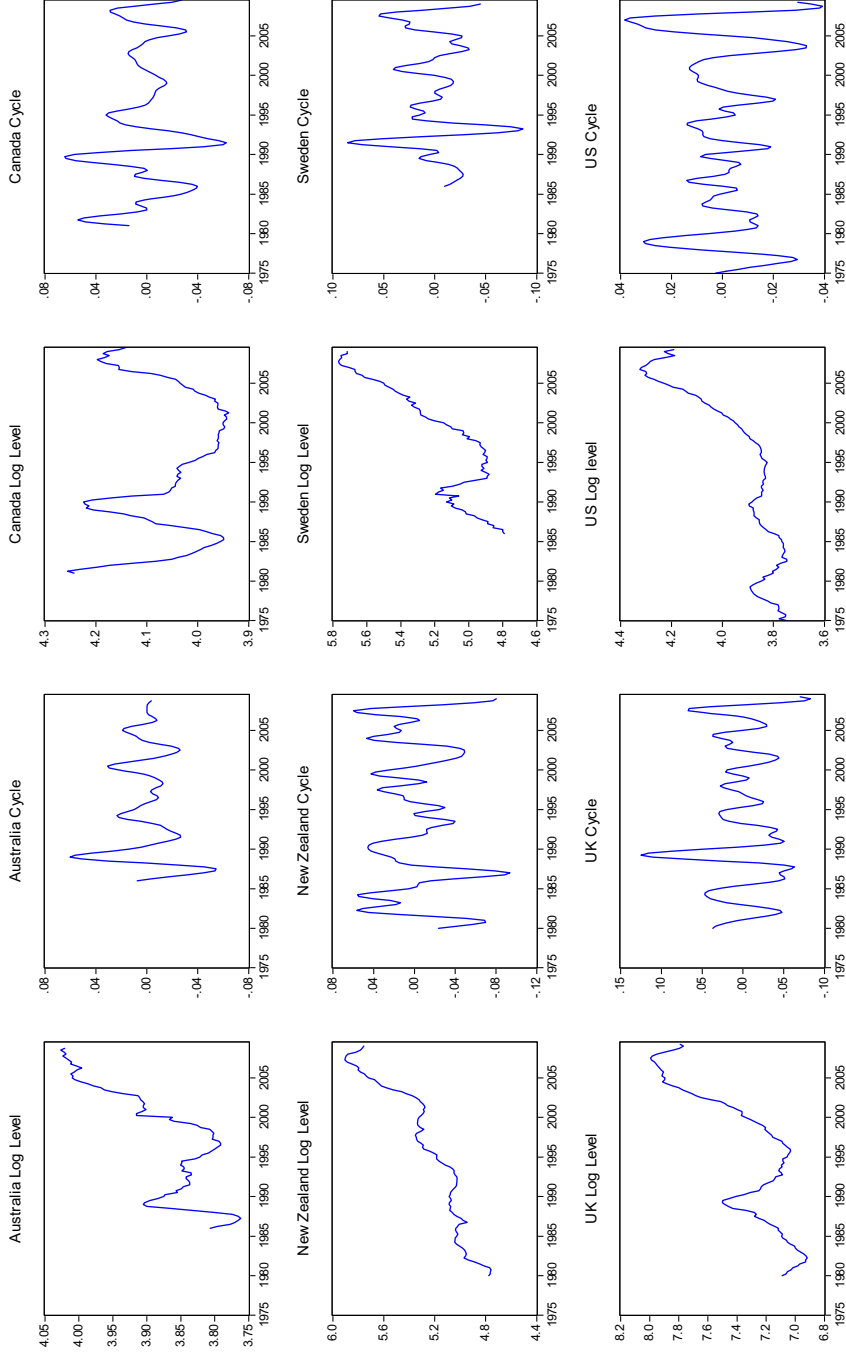 Australia Log Level
4.05
4.00
3.95
3.90
3.85
3.80
3.75
1975 1980 1985 1990 1995 2000 2005
Australia Cycle
.08
.04
.00
-.04
-.08
1975 1980 1985 1990 1995 2000 2005
Canada Log Level
4.3
4.2
4.1
4.0
3.9
1975 1980 1985 1990 1995 2000 2005
Canada Cycle
.08
.04
.00
-.04
-.08
1975 1980 1985 1990 1995 2000 2005
New Zealand Log Level
6.0
5.6
5.2
4.8
4.4
1975 1980 1985 1990 1995 2000 2005
New Zealand Cycle
.08
.04
.00
-.04
-.08
-.12
1975 1980 1985 1990 1995 2000 2005
Sweden Log Level
5.8
5.6
5.4
5.2
5.0
4.8
4.6
1975 1980 1985 1990 1995 2000 2005
Sweden Cycle
.10
.05
.00
-.05
-.10
1975 1980 1985 1990 1995 2000 2005
UK Log Level
8.2
8.0
7.8
7.6
7.4
7.2
7.0
6.8
1975 1980 1985 1990 1995 2000 2005
UK Cycle
.15
.10
.05
.00
-.05
-.10
1975 1980 1985 1990 1995 2000 2005
US Log level
4.4
4.2
4.0
3.8
3.6
1975 1980 1985 1990 1995 2000 2005
US Cycle
.04
.02
.00
-.02
-.04
1975 1980 1985 1990 1995 2000 2005